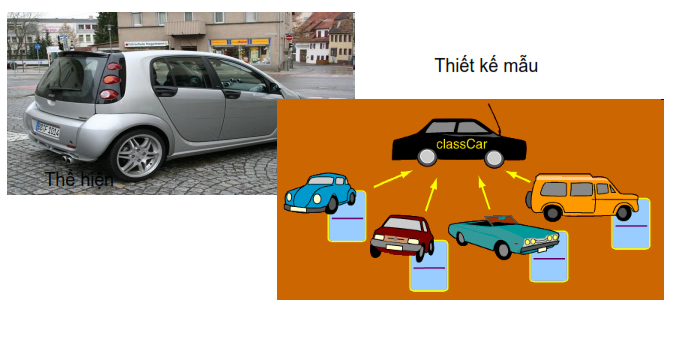 Thiết kế mẫu
classCar
Thể hiện